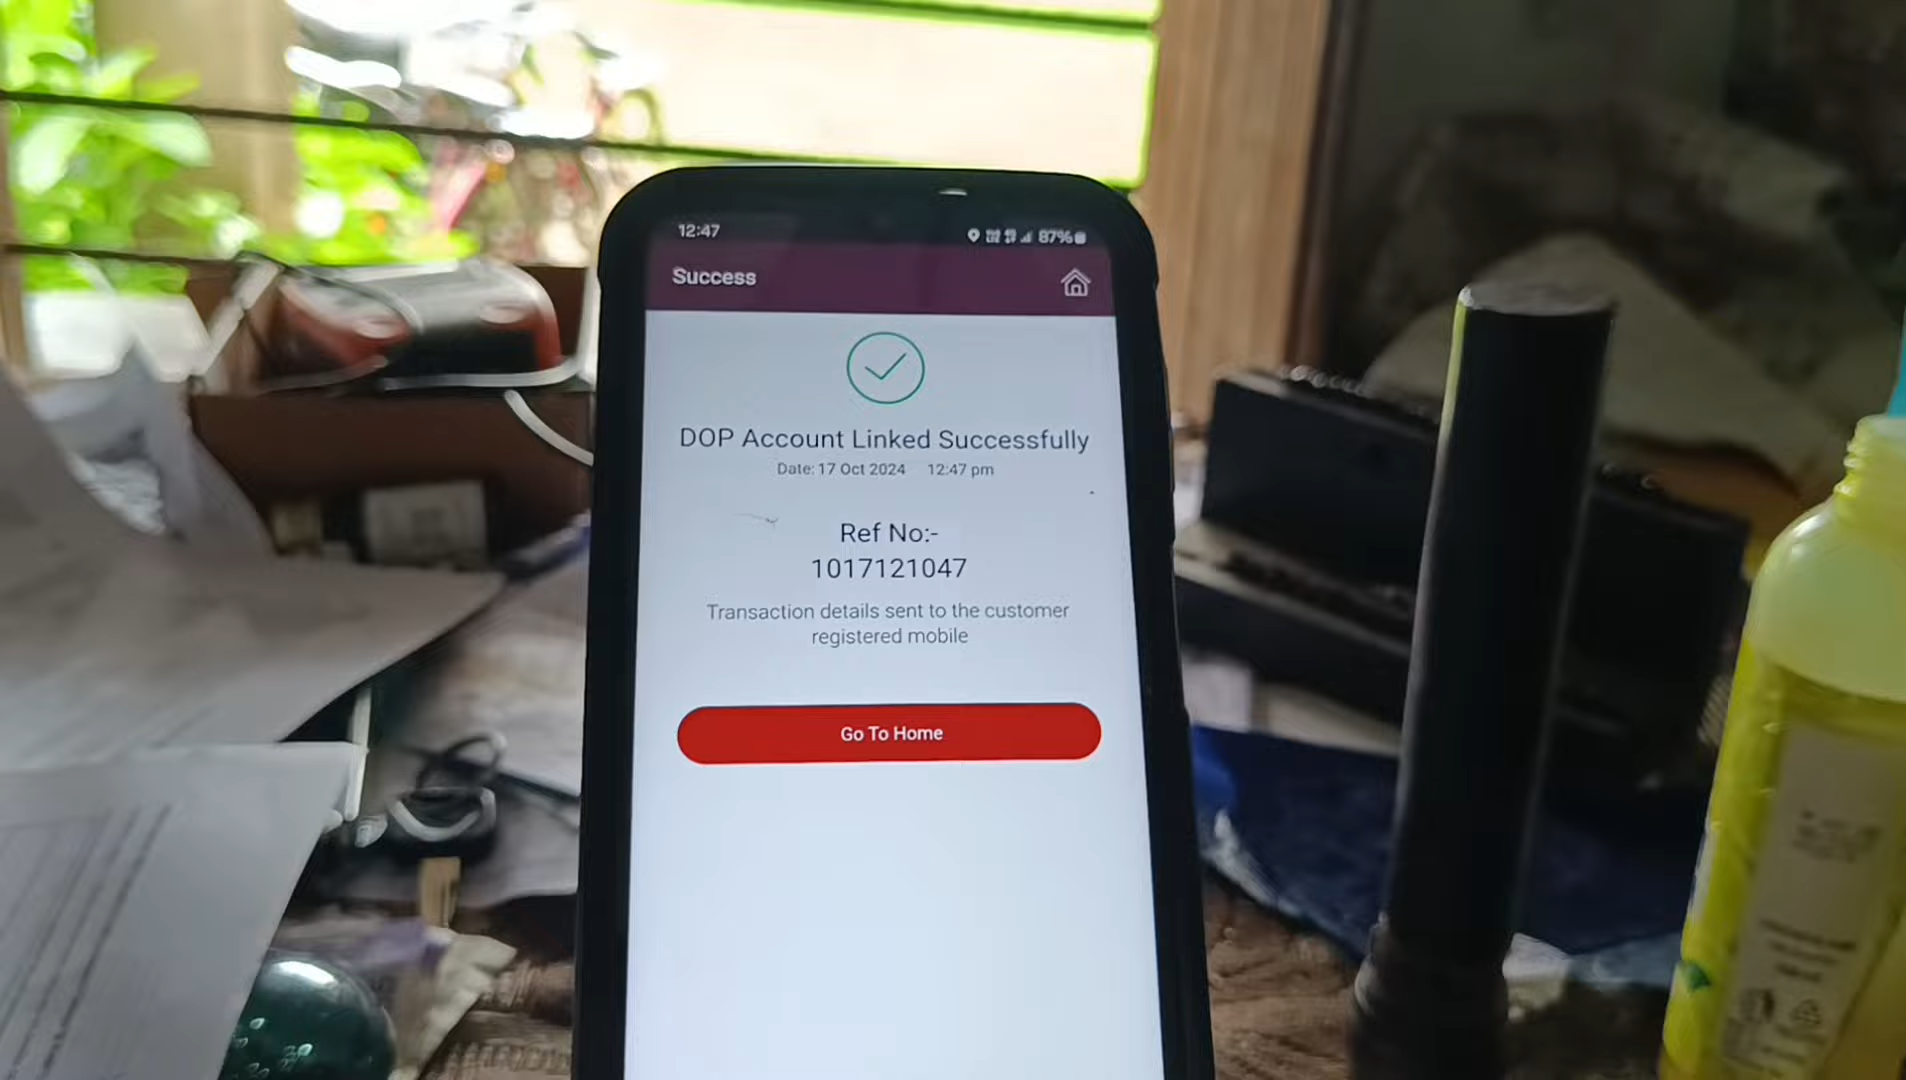 12:47
87%
Success
DOP Account Linked Successfully
Date: 17 Oct 2024 12:47 pm
Ref No:-
1017121047
Transaction details sent to the customer
registered mobile
Go To Home